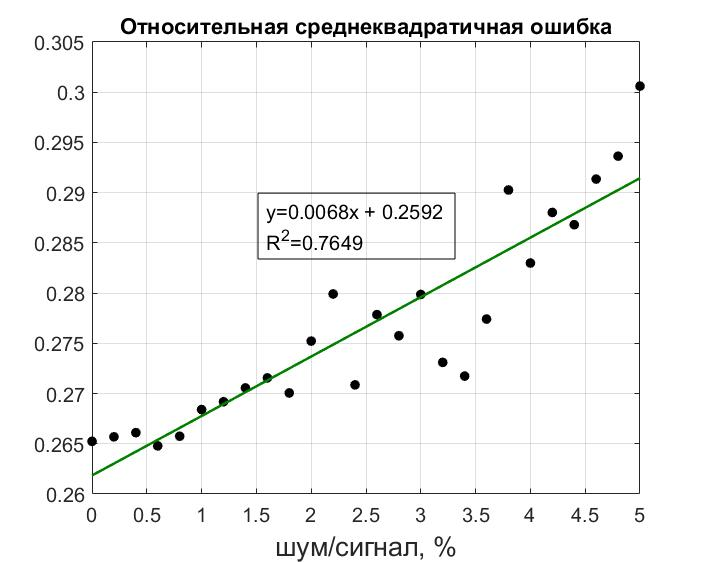 Относительная среднеквадратичная ошибка
0.305
0.3
0.295
0.29
0.285
0.28
0.275
0.27
0.265
0.26
y=0.0068x + 0.2592
R²=0.7649
0 0.5 1 1.5 2 2.5 3 3.5 4 4.5 5
шум/сигнал, %